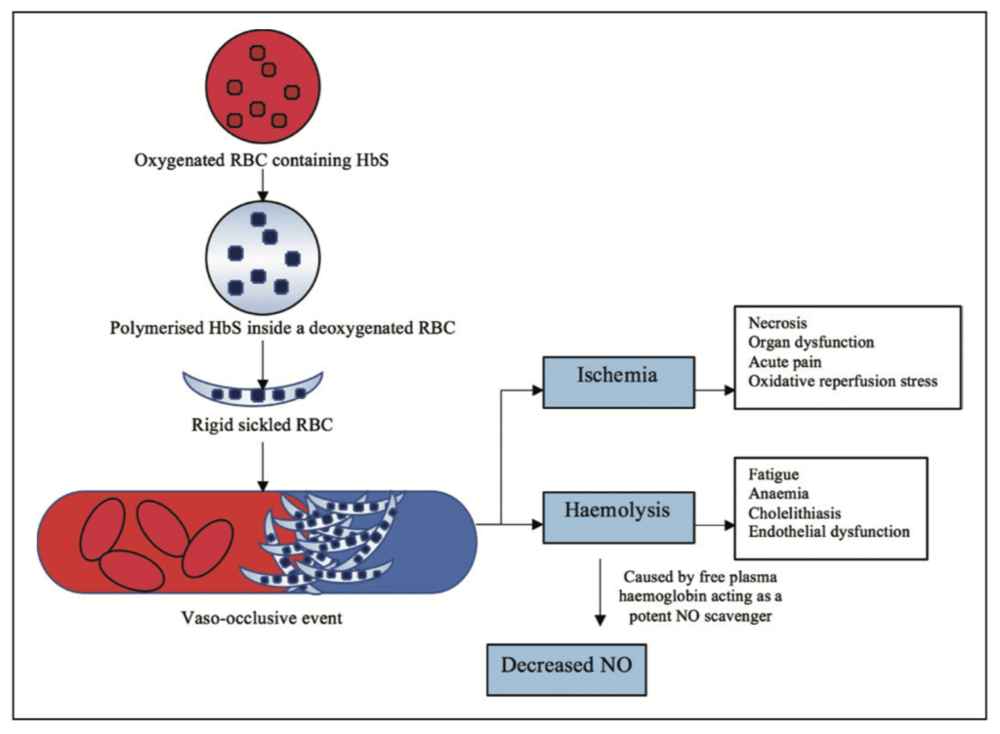 Oxygenated RBC containing HbS
Polymerised HbS inside a deoxygenated RBC
Rigid sickled RBC
Vaso-occlusive event
Ischemia
Necrosis
Organ dysfunction
Acute pain
Oxidative reperfusion stress
Haemolysis
Fatigue
Anaemia
Cholelithiasis
Endothelial dysfunction
Caused by free plasma
haemoglobin acting as a
potent NO scavenger
Decreased NO